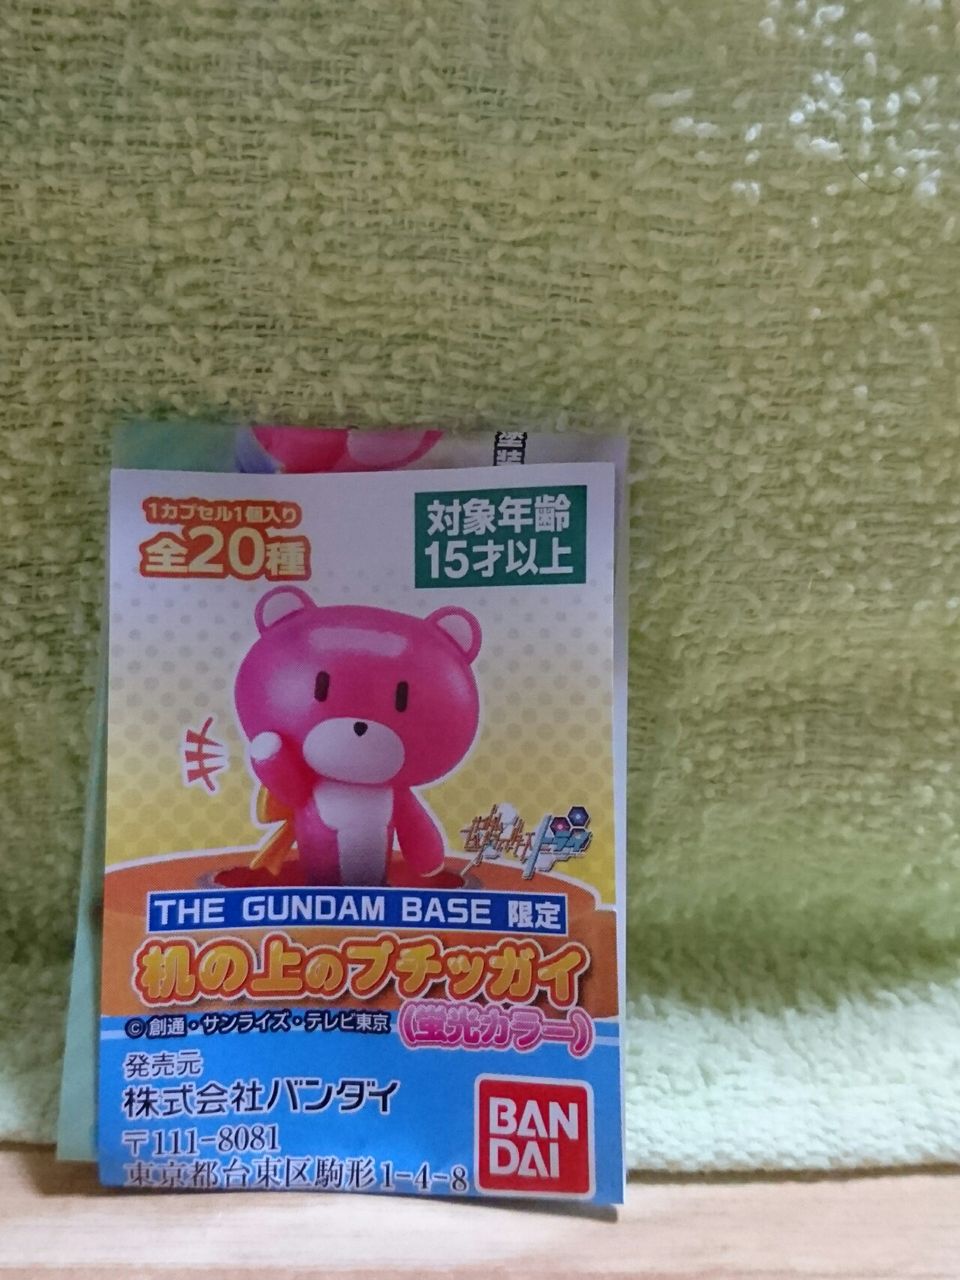 塗装
1カプセル1個入り
全20種
対象年齢
15才以上
THE GUNDAM BASE 限定
机の上のプチッガイ
(蛍光カラー)
©創通・サンライズ・テレビ東京
発売元
株式会社バンダイ
〒111-8081
東京都台東区駒形1-4-8
BAN
DAI